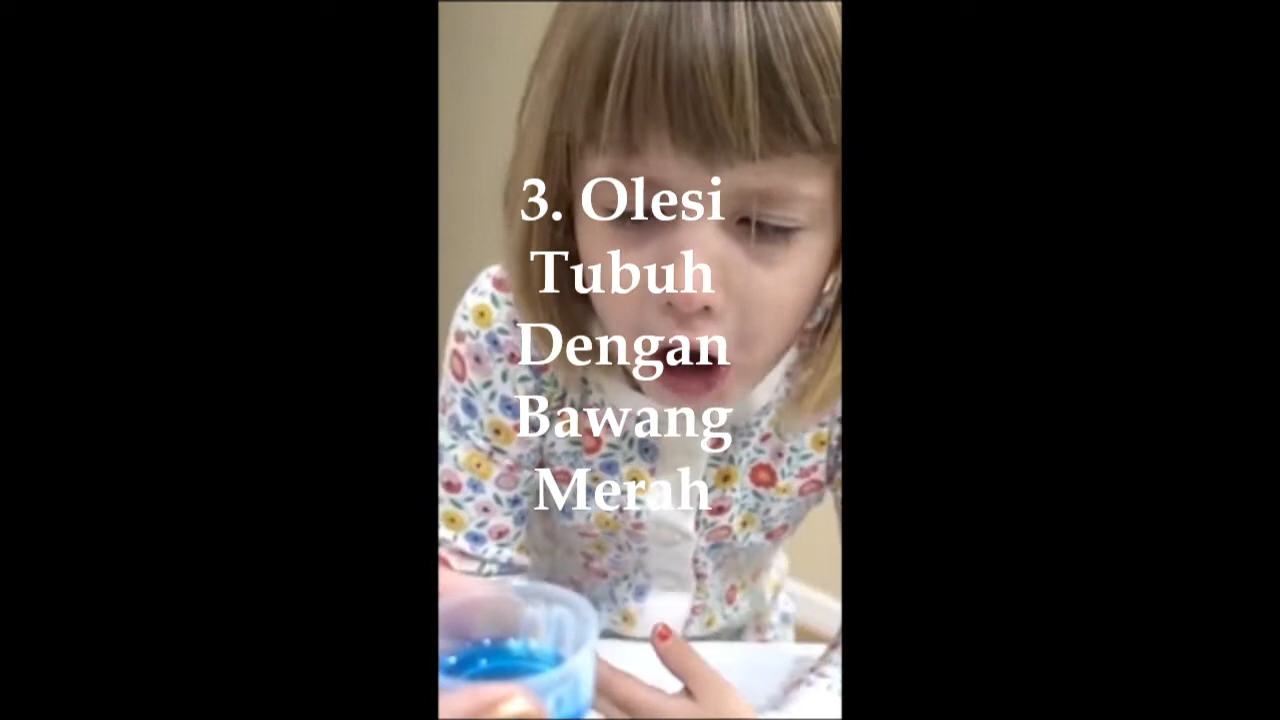 3. Olesi
Tubuh
Dengan
Bawang
Merah